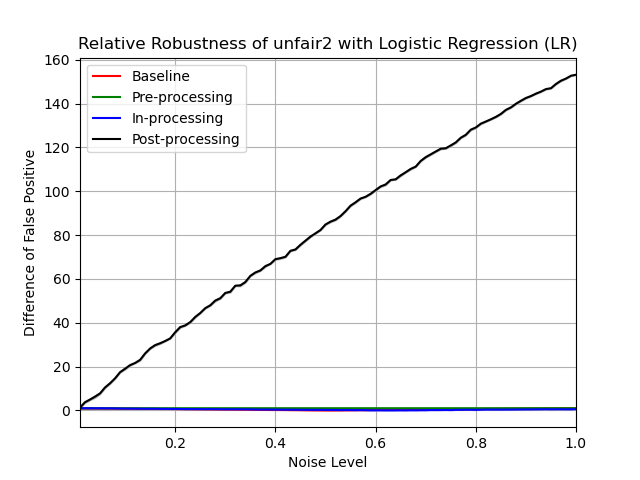 Relative Robustness of unfair2 with Logistic Regression (LR)
Baseline
Pre-processing
In-processing
Post-processing
Difference of False Positive
160
140
120
100
80
60
40
20
0
0.2 0.4 0.6 0.8 1.0
Noise Level